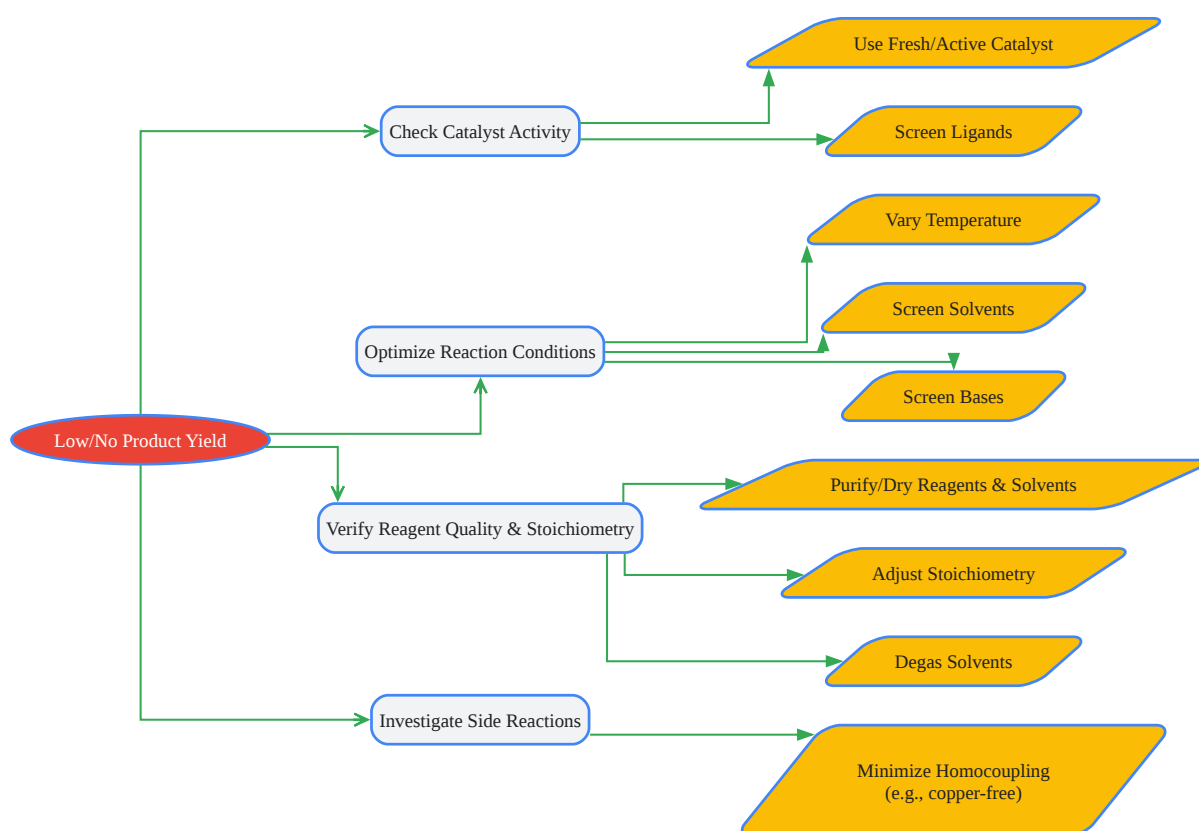 Use Fresh/Active Catalyst
Check Catalyst Activity
Screen Ligands
Vary Temperature
Screen Solvents
Optimize Reaction Conditions
Screen Bases
Low/No Product Yield
Purify/Dry Reagents & Solvents
Verify Reagent Quality & Stoichiometry
Adjust Stoichiometry
Degas Solvents
Investigate Side Reactions
Minimize Homocoupling
(e.g., copper-free)